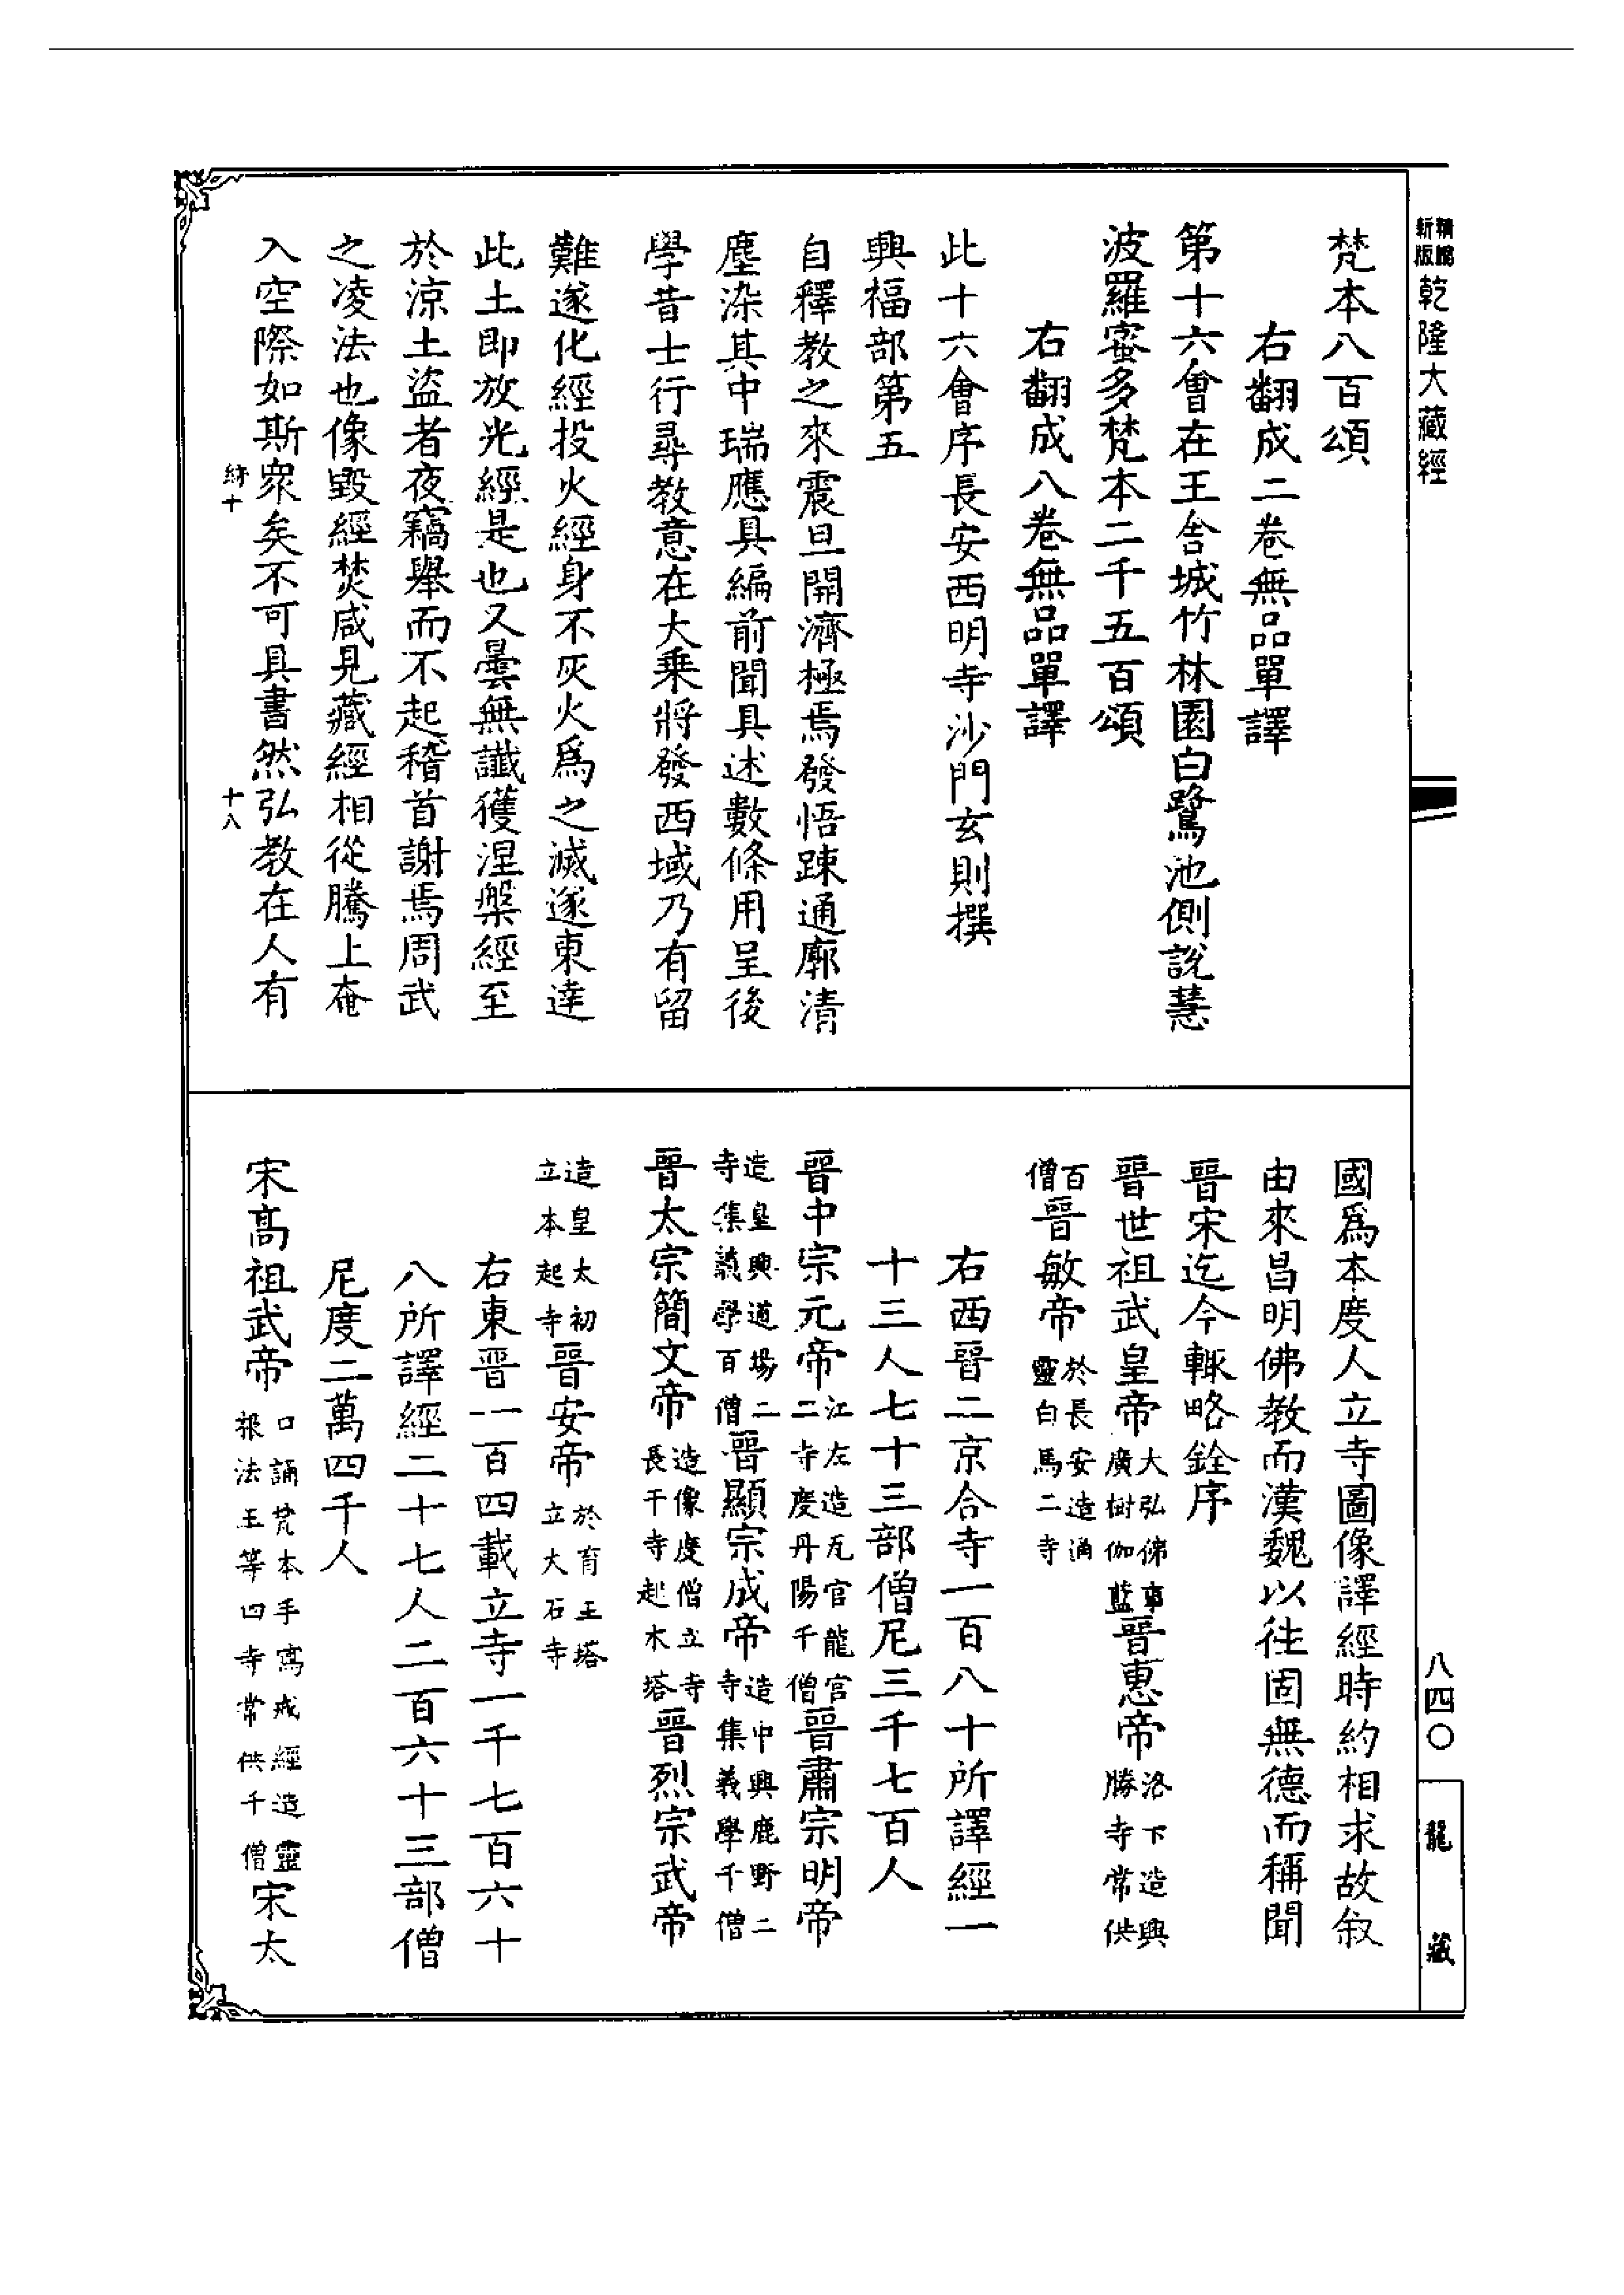 精縮新版乾隆大藏經
梵本八百頌
右翻成二卷無品單譯
第十六會在王舍城竹林園白鷺池側說慧
波羅蜜多梵本二千五百頌
右翻成八卷無品單譯
此十六會序長安西明寺沙門玄則撰
興福部第五
自釋教之來震旦開濟極焉發悟踈通廓清
塵染其中瑞應具編前聞具述數條用呈後
學昔士行尋教意在大乘將發西域乃有留
難遂化經投火經身不灰火爲之滅遂東達
此土即放光經是也又曇無讖獲涅槃經至
於涼土盜者夜竊舉而不起稽首謝焉周武
之凌法也像毀經焚咸見藏經相從騰上奄
入空際如斯衆矣不可具書然弘教在人有
十
十八
國爲本度人立寺圖像譯經時約相求故叙
由來昌明佛教而漢魏以往固無德而稱聞
晉宋迄今輒略銓序
晉世祖武皇帝大弘佛事廣樹伽藍晉惠帝洛下造興勝寺常供
百僧晉敏帝於長安造通靈白馬二寺
右西晉二京合寺一百八十所譯經一
十三人七十三部僧尼三千七百人
晉中宗元帝江左造瓦官龍宮二寺度丹陽千僧晉肅宗明帝
造皇興道場二寺集義學百僧晉顯宗成帝造中興鹿野二寺集義學千僧
晉太宗簡文帝造像度僧立寺長干寺起木塔晉烈宗武帝
造皇太初立本起寺晉安帝於育王塔立大石寺
右東晉一百四載立寺一千七百六十
八所譯經二十七人二百六十三部僧
尼度二萬四千人
宋高祖武帝口誦梵本手寫戒經造靈根法王等四寺常供千僧宋太
八四〇
龍藏